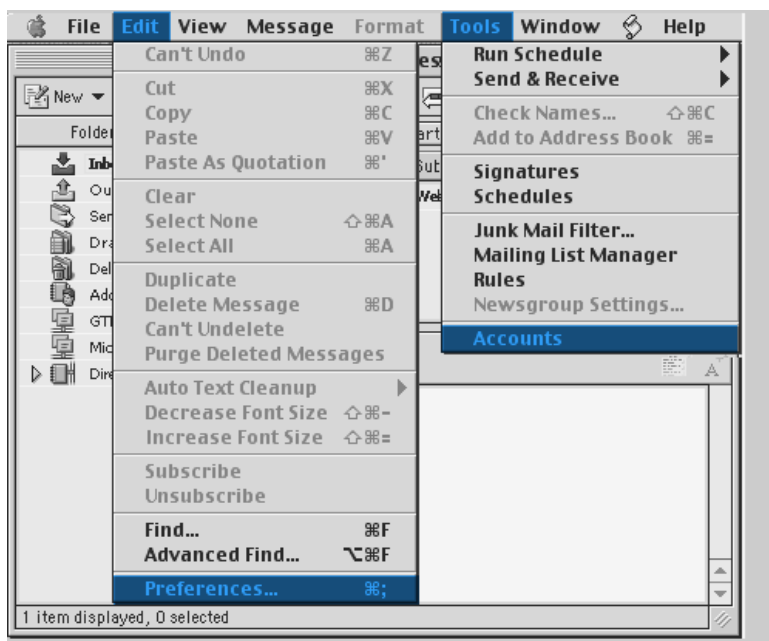 File Edit View Message Format Tools Window Help
Can't Undo ⌘Z
Cut ⌘X
Copy ⌘C
Paste ⌘V
Paste As Quotation ⌘'
Clear
Select None ⇧⌘A
Select All ⌘A
Duplicate
Delete Message ⌘D
Can't Undelete
Purge Deleted Messages
Auto Text Cleanup
Decrease Font Size ⇧⌘-
Increase Font Size ⇧⌘=
Subscribe
Unsubscribe
Find... ⌘F
Advanced Find... ⌥⌘F
Preferences... ⌘;
Run Schedule
Send & Receive
Check Names... ⇧⌘C
Add to Address Book ⌘=
Signatures
Schedules
Junk Mail Filter...
Mailing List Manager
Rules
Newsgroup Settings...
Accounts
New
Folde
Inb
Ou
Ser
Dra
Del
Add
GTI
Mic
Dire
1 item displayed, 0 selected